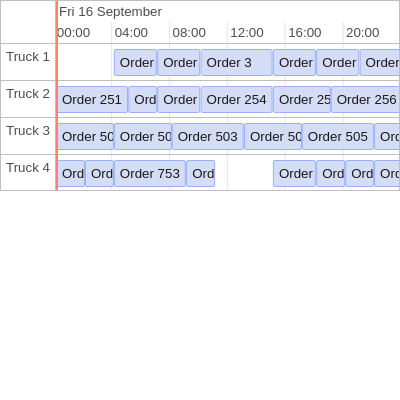 Fri 16 September
00:00 04:00 08:00 12:00 16:00 20:00
Truck 1 Order Order Order 3 Order Order Order
Truck 2 Order 251 Ord Order Order 254 Order 25 Order 256
Truck 3 Order 50 Order 50 Order 503 Order 50 Order 505 Ord
Truck 4 Ord Ord Order 753 Ord Order Ord Ord Ord